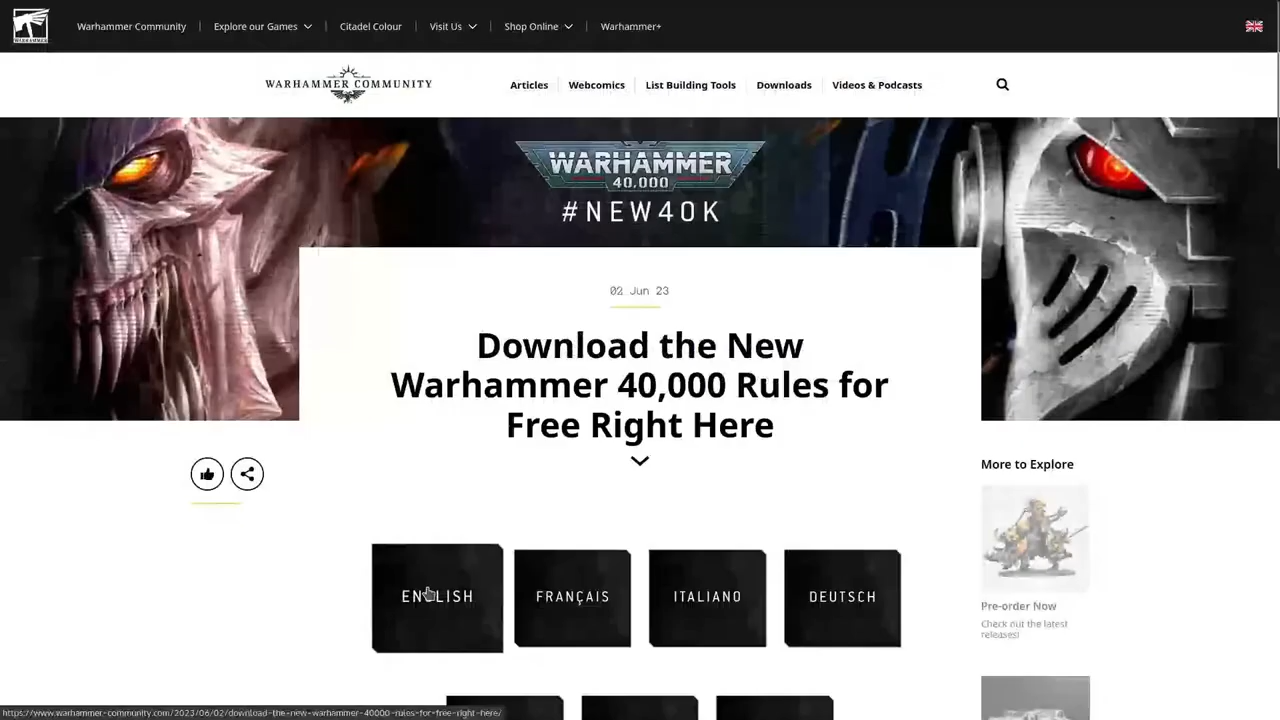 WARHAMMER
Warhammer Community
Explore our Games
Citadel Colour
Visit Us
Shop Online
Warhammer+
WARHAMMER COMMUNITY
Articles
Webcomics
List Building Tools
Downloads
Videos & Podcasts
WARHAMMER
40,000
#NEW40K
02 Jun 23
Download the New
Warhammer 40,000 Rules for
Free Right Here
More to Explore
ENGLISH
FRANÇAIS
ITALIANO
DEUTSCH
Pre-order Now
Check out the latest
releases!
https://www.warhammer-community.com/2023/06/02/download-the-new-warhammer-40000-rules-for-free-right-here/